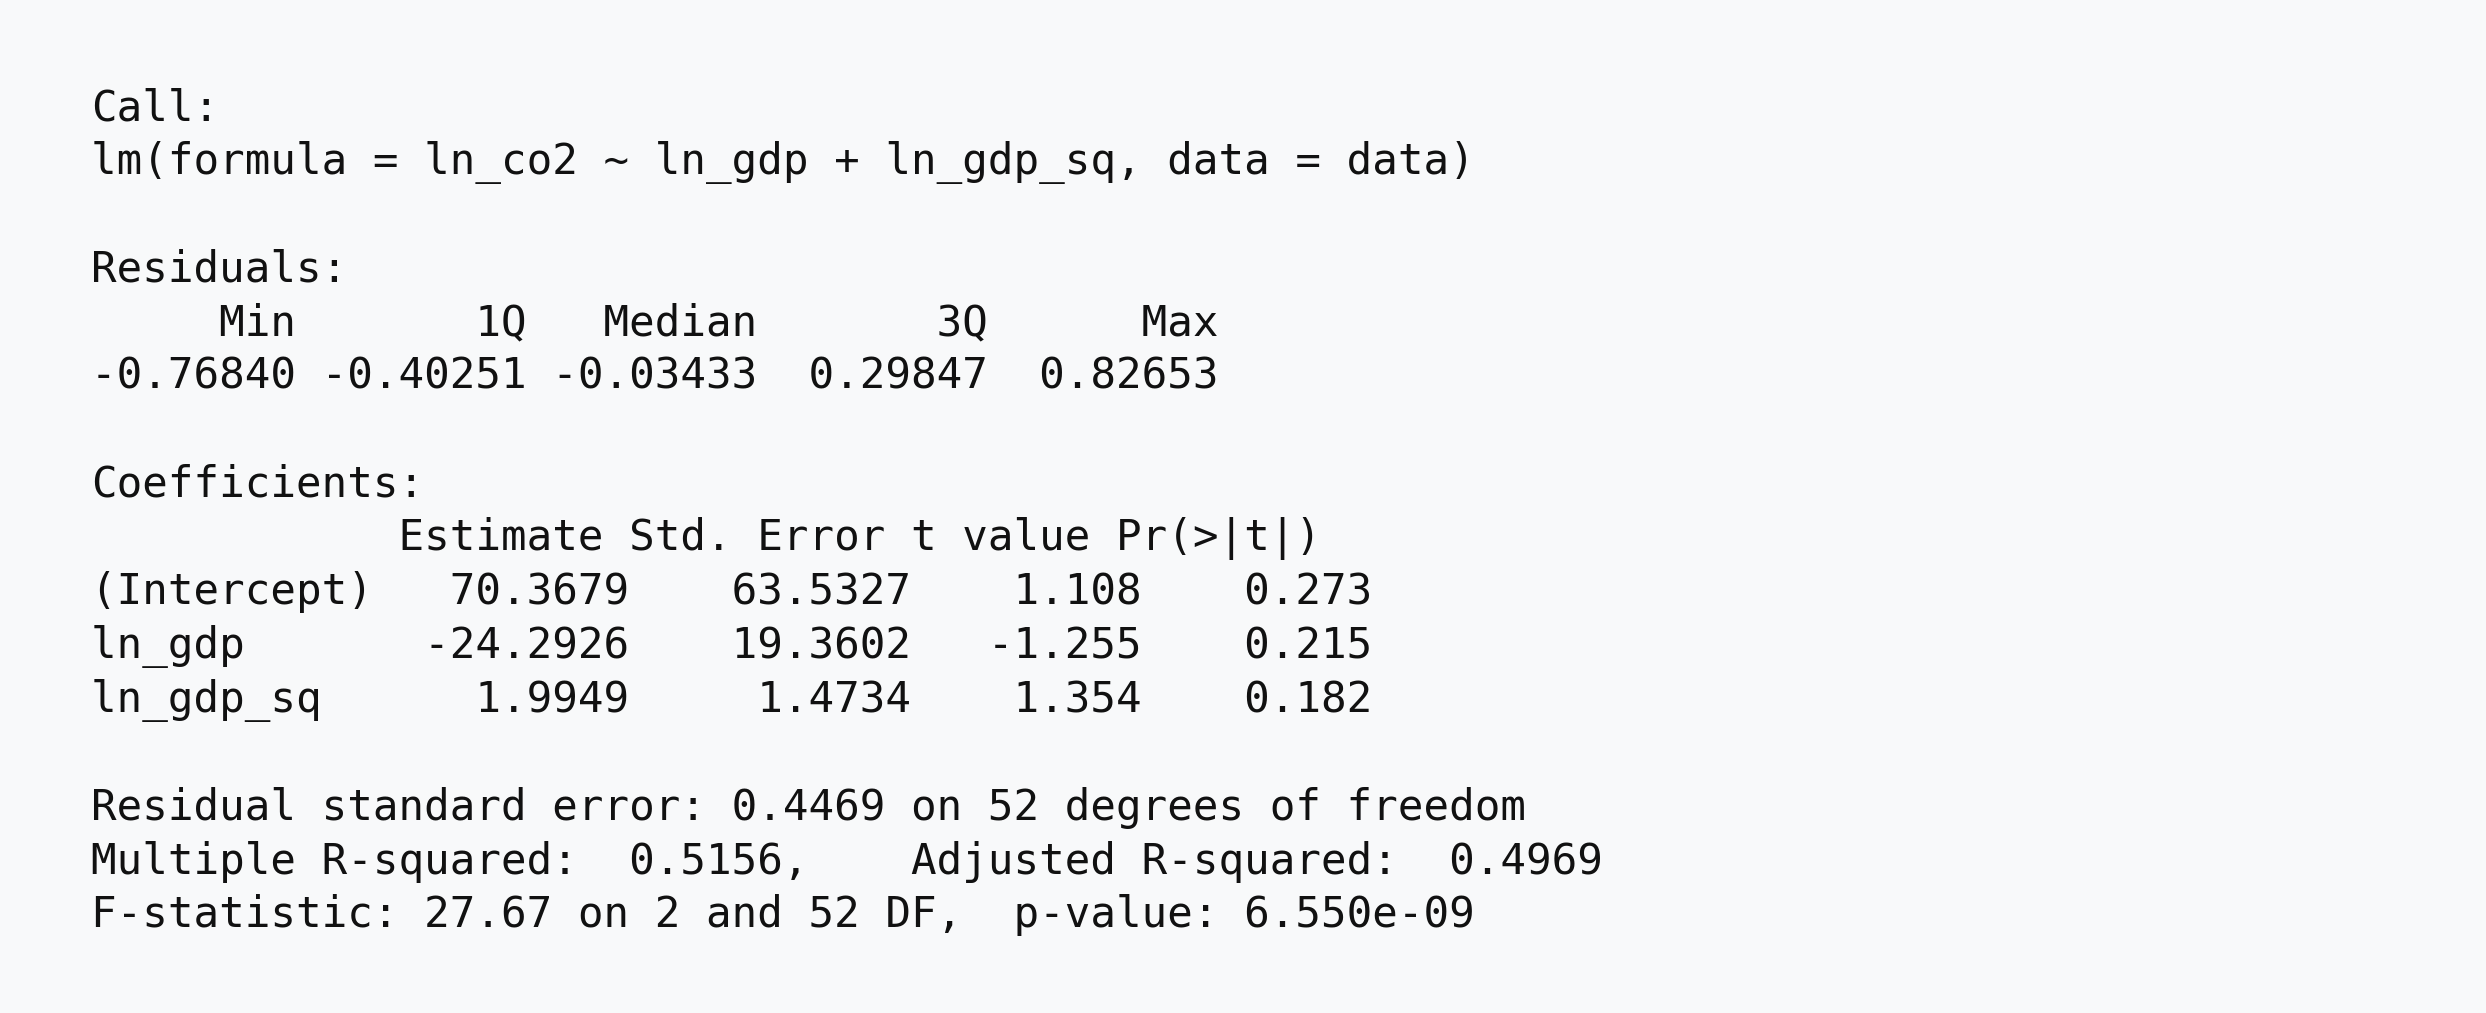 Call:
lm(formula = ln_co2 ~ ln_gdp + ln_gdp_sq, data = data)

Residuals:
     Min       1Q   Median       3Q      Max
-0.76840 -0.40251 -0.03433  0.29847  0.82653

Coefficients:
            Estimate Std. Error t value Pr(>|t|)
(Intercept)   70.3679    63.5327    1.108    0.273
ln_gdp       -24.2926    19.3602   -1.255    0.215
ln_gdp_sq      1.9949     1.4734    1.354    0.182

Residual standard error: 0.4469 on 52 degrees of freedom
Multiple R-squared:  0.5156,    Adjusted R-squared:  0.4969
F-statistic: 27.67 on 2 and 52 DF,  p-value: 6.550e-09